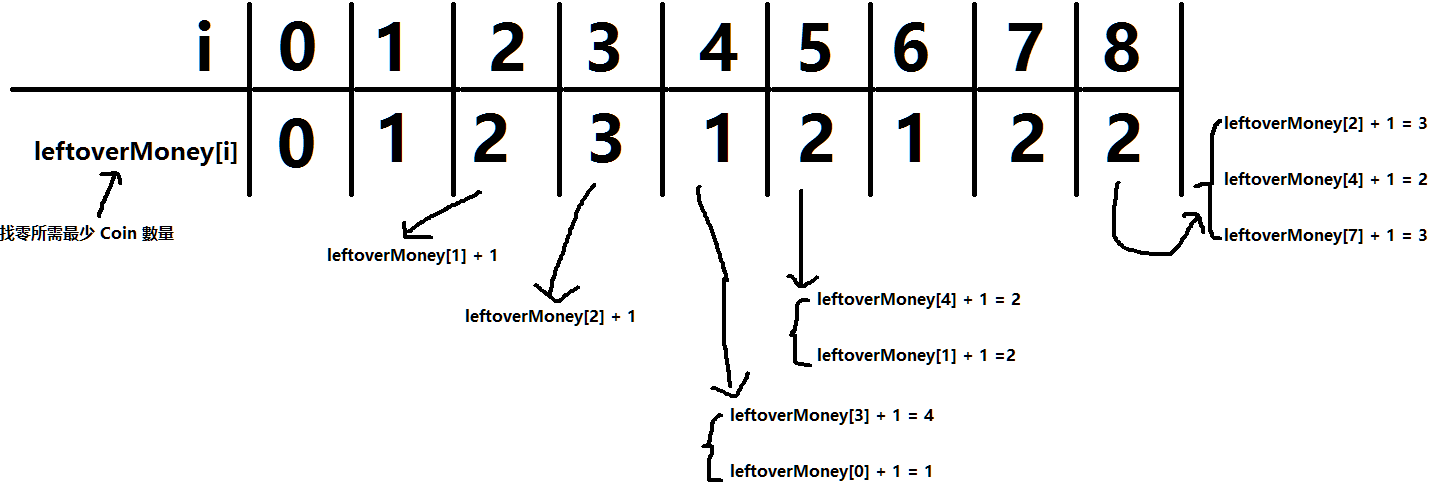 i 0 1 2 3 4 5 6 7 8
leftoverMoney[i] 0 1 2 3 1 2 1 2 2
找零所需最少 Coin 數量
leftoverMoney[1] + 1
leftoverMoney[2] + 1
leftoverMoney[3] + 1 = 4
leftoverMoney[0] + 1 = 1
leftoverMoney[4] + 1 = 2
leftoverMoney[1] + 1 =2
leftoverMoney[2] + 1 = 3
leftoverMoney[4] + 1 = 2
leftoverMoney[7] + 1 = 3